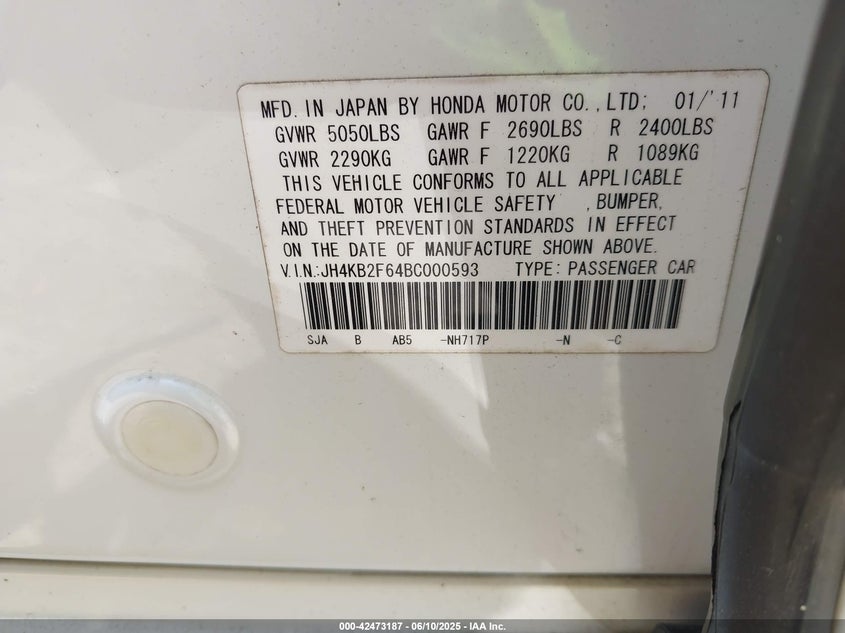 MFD. IN JAPAN BY HONDA MOTOR CO., LTD; 01/'11
GVWR 5050LBS GAWR F 2690LBS R 2400LBS
GVWR 2290KG GAWR F 1220KG R 1089KG
THIS VEHICLE CONFORMS TO ALL APPLICABLE
FEDERAL MOTOR VEHICLE SAFETY , BUMPER,
AND THEFT PREVENTION STANDARDS IN EFFECT
ON THE DATE OF MANUFACTURE SHOWN ABOVE.
V.I.N.:JH4KB2F64BC000593 TYPE: PASSENGER CAR
SJA B AB5 -NH717P -N -C
000-42473187 - 06/10/2025 - IAA Inc.